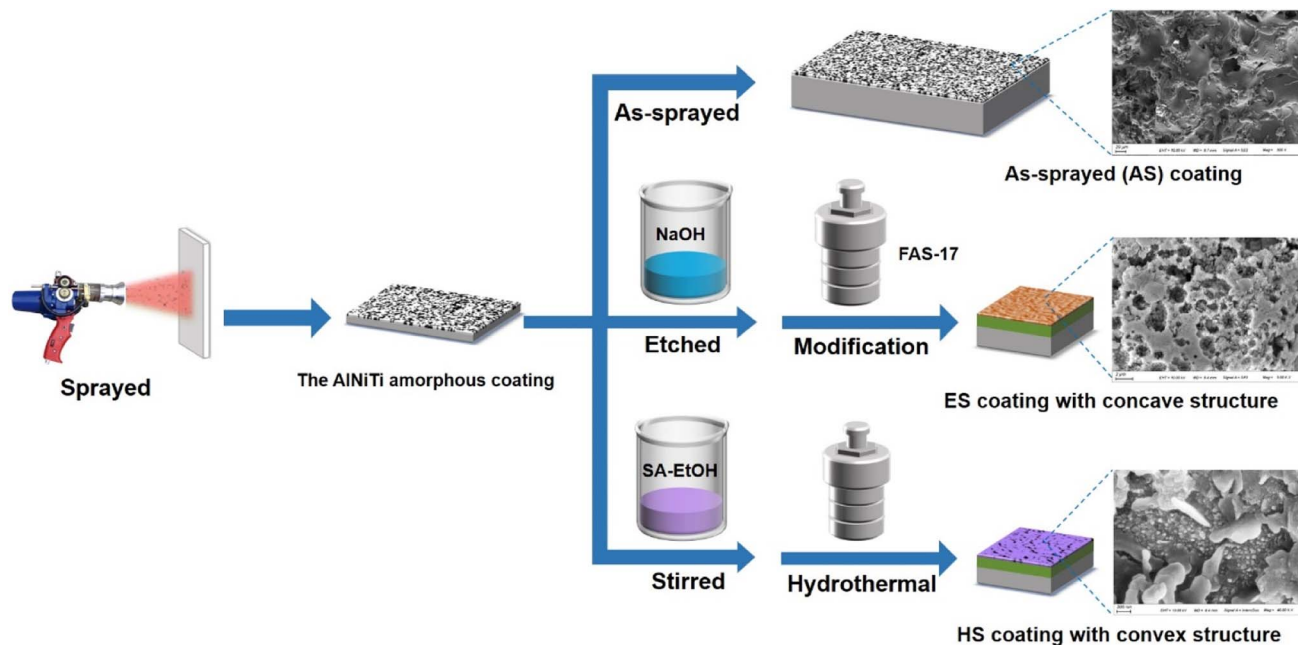 As-sprayed
As-sprayed (AS) coating
NaOH
FAS-17
Sprayed
The AlNiTi amorphous coating
Etched
Modification
ES coating with concave structure
SA-EtOH
Stirred
Hydrothermal
HS coating with convex structure